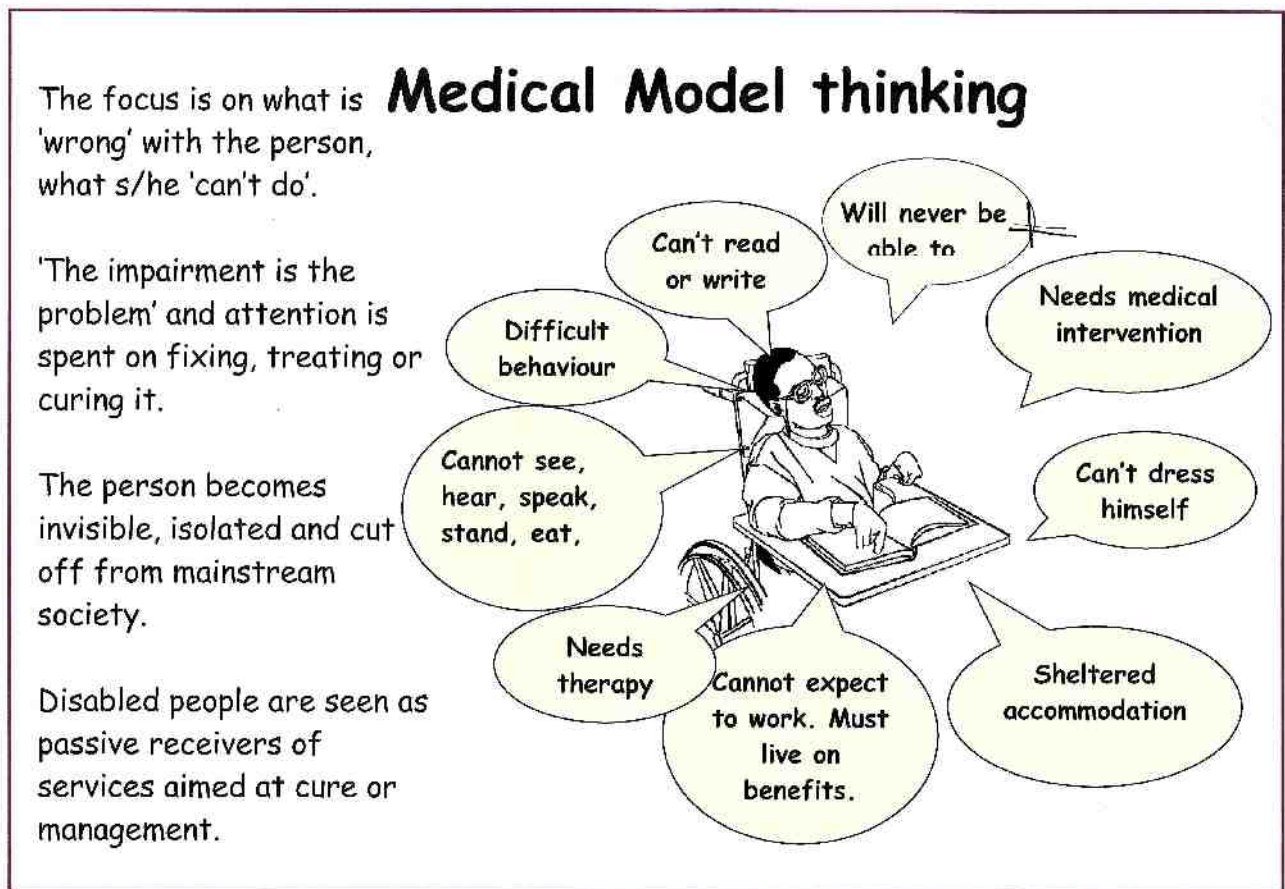 Medical Model thinking
The focus is on what is
'wrong' with the person,
what s/he 'can't do'.
'The impairment is the
problem' and attention is
spent on fixing, treating or
curing it.
The person becomes
invisible, isolated and cut
off from mainstream
society.
Disabled people are seen as
passive receivers of
services aimed at cure or
management.
Will never be
able to
Can't read
or write
Needs medical
intervention
Difficult
behaviour
Cannot see,
hear, speak,
stand, eat,
Can't dress
himself
Needs
therapy
Cannot expect
to work. Must
live on
benefits.
Sheltered
accommodation